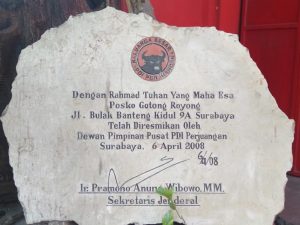 Dengan Rahmad Tuhan Yang Maha Esa
Posko Gotong Royong
Jl. Bulak Banteng Kidul 9A Surabaya
Telah Diresmikan Oleh
Dewan Pimpinan Pusat PDI Perjuangan
Surabaya, 6 April 2008
Ir Pramono Anung Wibowo, MM.
Sekretaris Jenderal